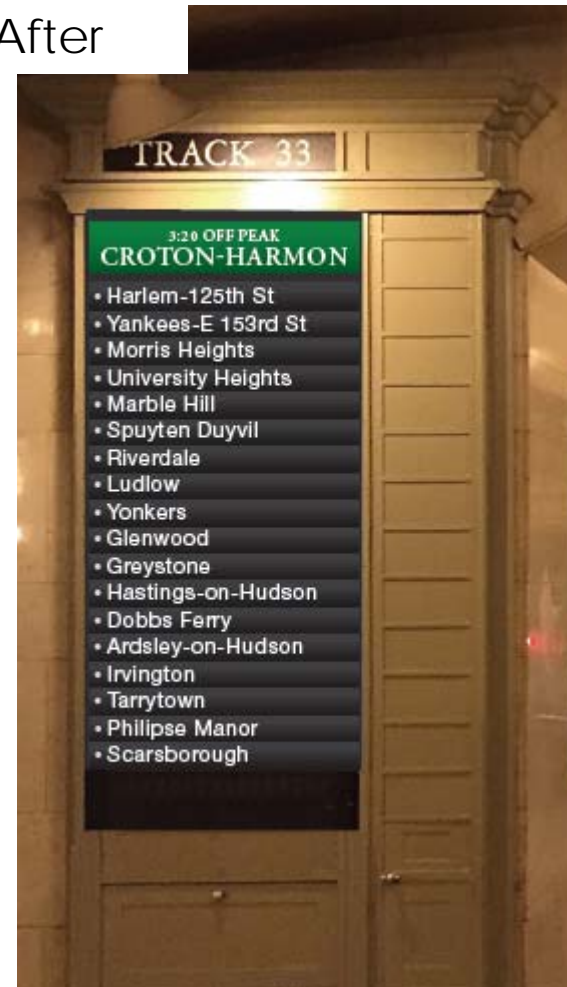 After
TRACK 33
3:20 OFF PEAK
CROTON-HARMON
• Harlem-125th St
• Yankees-E 153rd St
• Morris Heights
• University Heights
• Marble Hill
• Spuyten Duyvil
• Riverdale
• Ludlow
• Yonkers
• Glenwood
• Greystone
• Hastings-on-Hudson
• Dobbs Ferry
• Ardsley-on-Hudson
• Irvington
• Tarrytown
• Philipse Manor
• Scarsborough